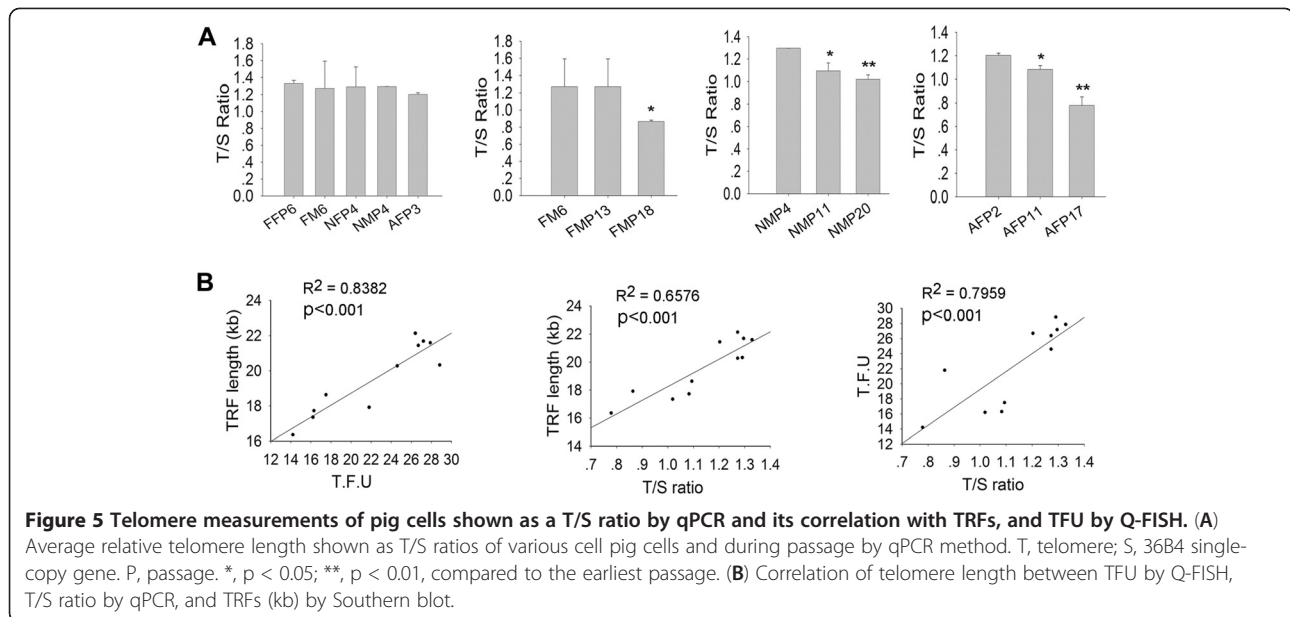 A
1.8
1.6
1.4
1.2
1.0
.8
.6
.4
.2
0.0
T/S Ratio
FFP6
FM6
NFP4
NMP4
AFP3
1.8
1.6
1.4
1.2
1.0
.8
.6
.4
.2
0.0
T/S Ratio
*
FM6
FMP13
FMP18
1.4
1.2
1.0
.8
.6
.4
.2
0.0
T/S Ratio
*
**
NMP4
NMP11
NMP20
1.4
1.2
1.0
.8
.6
.4
.2
0.0
T/S Ratio
*
**
AFP2
AFP11
AFP17
B
R² = 0.8382
p<0.001
24
22
20
18
16
TRF length (kb)
12 14 16 18 20 22 24 26 28 30
T.F.U
R² = 0.6576
p<0.001
24
22
20
18
16
14
TRF length (kb)
.7 .8 .9 1.0 1.1 1.2 1.3 1.4
T/S ratio
R² = 0.7959
p<0.001
30
28
26
24
22
20
18
16
14
12
T.F.U
.7 .8 .9 1.0 1.1 1.2 1.3 1.4
T/S ratio
Figure 5 Telomere measurements of pig cells shown as a T/S ratio by qPCR and its correlation with TRFs, and TFU by Q-FISH. (A)
Average relative telomere length shown as T/S ratios of various cell pig cells and during passage by qPCR method. T, telomere; S, 36B4 single-
copy gene. P, passage. *, p < 0.05; **, p < 0.01, compared to the earliest passage. (B) Correlation of telomere length between TFU by Q-FISH,
T/S ratio by qPCR, and TRFs (kb) by Southern blot.